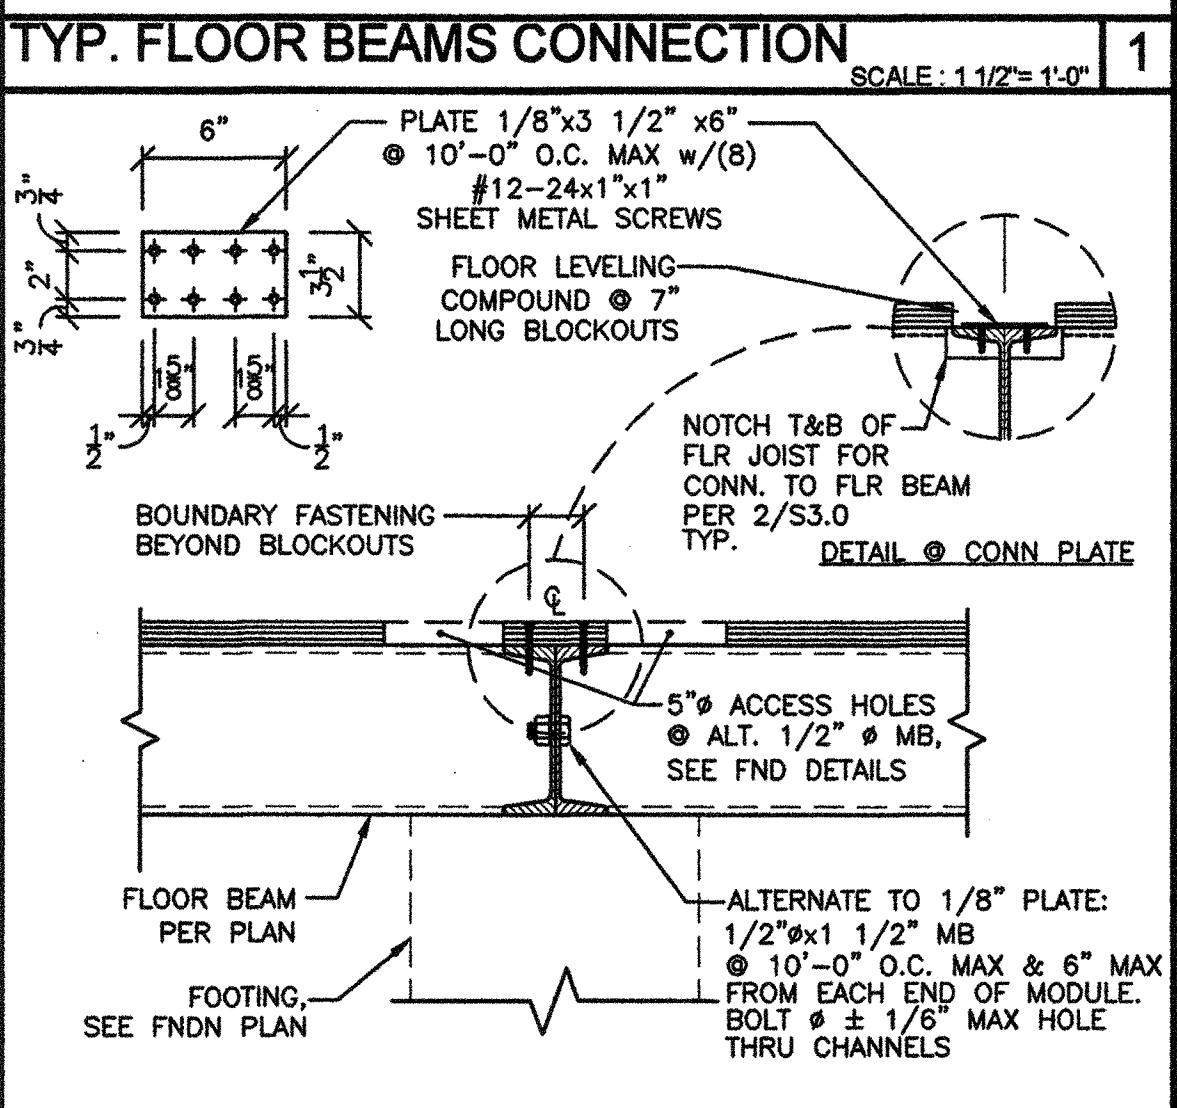 TYP. FLOOR BEAMS CONNECTION
SCALE : 1 1/2"= 1'-0"
1
6"
PLATE 1/8"x3 1/2" x6"
@ 10'-0" O.C. MAX w/(8)
#12-24x1"x1"
SHEET METAL SCREWS
3/4"
2"
3/4"
3 1/2"
1 5/8"
1 5/8"
1/2"
1/2"
FLOOR LEVELING
COMPOUND @ 7"
LONG BLOCKOUTS
NOTCH T&B OF
FLR JOIST FOR
CONN. TO FLR BEAM
PER 2/S3.0
TYP.
DETAIL @ CONN PLATE
BOUNDARY FASTENING
BEYOND BLOCKOUTS
℄
5"ø ACCESS HOLES
@ ALT. 1/2" ø MB,
SEE FND DETAILS
FLOOR BEAM
PER PLAN
FOOTING,
SEE FNDN PLAN
ALTERNATE TO 1/8" PLATE:
1/2"øx1 1/2" MB
@ 10'-0" O.C. MAX & 6" MAX
FROM EACH END OF MODULE.
BOLT ø ± 1/6" MAX HOLE
THRU CHANNELS